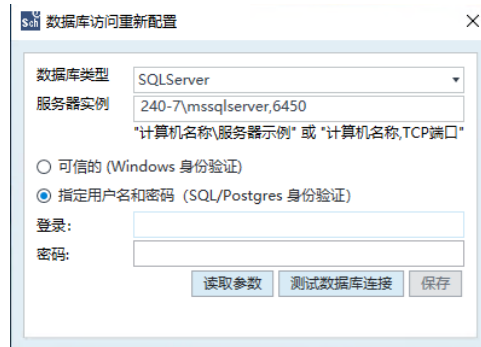 Sch 数据库访问重新配置
数据库类型 SQLServer
服务器实例 240-7\mssqlserver,6450
"计算机名称\服务器示例" 或 "计算机名称,TCP端口"
可信的 (Windows 身份验证)
指定用户名和密码 (SQL/Postgres 身份验证)
登录:
密码:
读取参数 测试数据库连接 保存